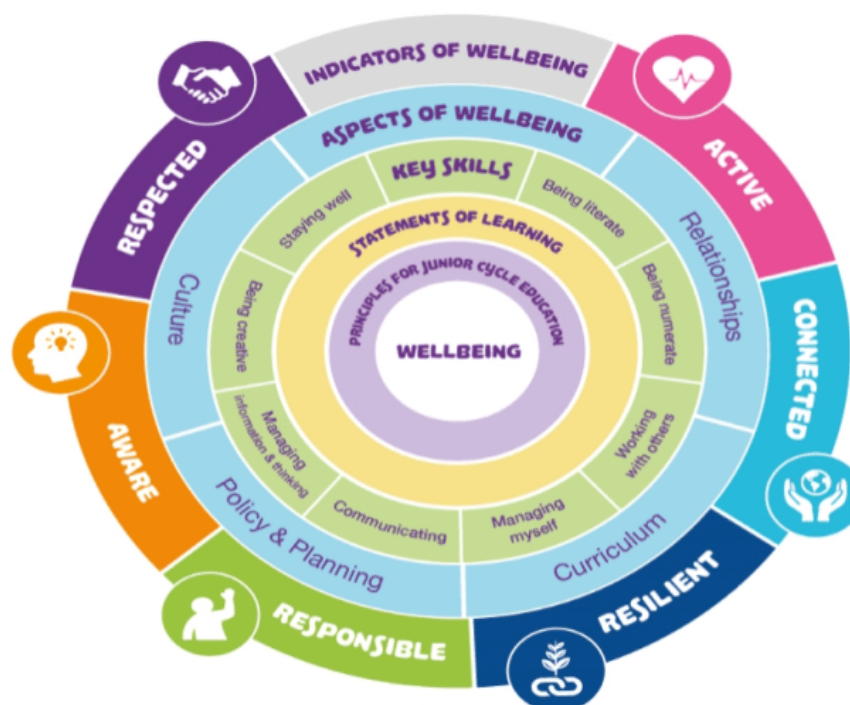 INDICATORS OF WELLBEING
ACTIVE
CONNECTED
RESILIENT
RESPONSIBLE
AWARE
RESPECTED
ASPECTS OF WELLBEING
Relationships
Curriculum
Policy & Planning
Culture
KEY SKILLS
Being literate
Being numerate
Working
with others
Managing
myself
Communicating
Managing
information & thinking
Being creative
Staying well
STATEMENTS OF LEARNING
PRINCIPLES FOR JUNIOR CYCLE EDUCATION
WELLBEING